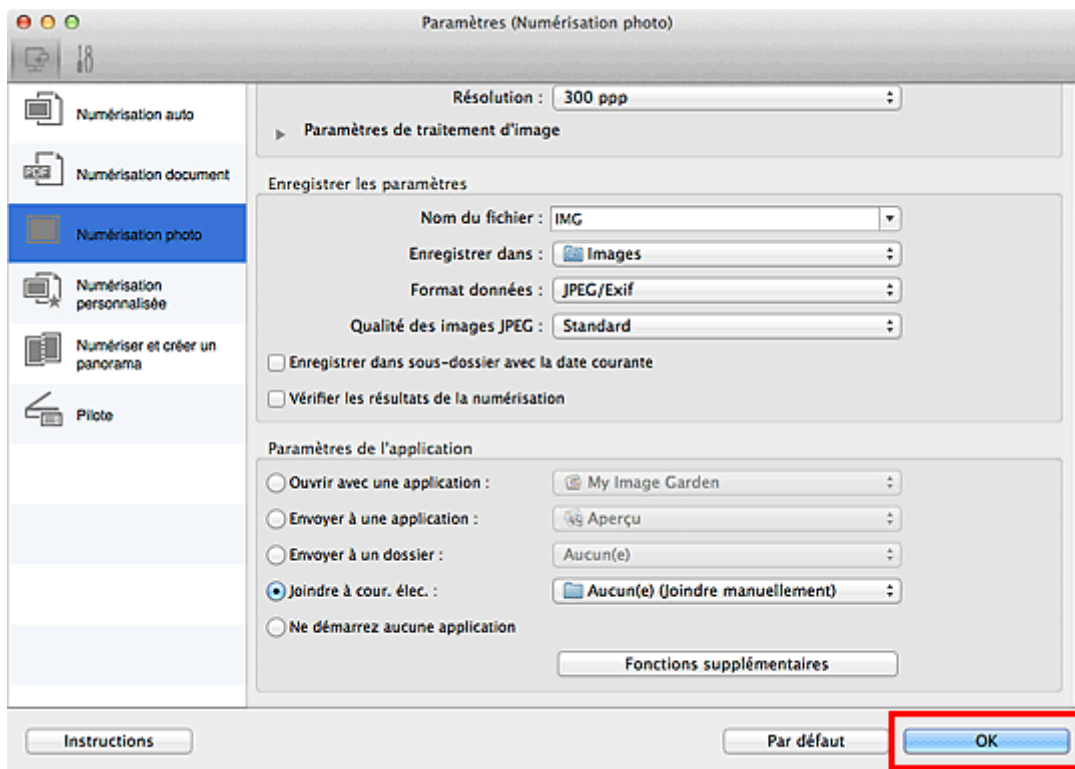 Paramètres (Numérisation photo)
Numérisation auto
Numérisation document
Numérisation photo
Numérisation
personnalisée
Numériser et créer un
panorama
Pilote
Résolution : 300 ppp
Paramètres de traitement d'image
Enregistrer les paramètres
Nom du fichier : IMG
Enregistrer dans : Images
Format données : JPEG/Exif
Qualité des images JPEG : Standard
Enregistrer dans sous-dossier avec la date courante
Vérifier les résultats de la numérisation
Paramètres de l'application
Ouvrir avec une application : My Image Garden
Envoyer à une application : Aperçu
Envoyer à un dossier : Aucun(e)
Joindre à cour. élec. : Aucun(e) (Joindre manuellement)
Ne démarrez aucune application
Fonctions supplémentaires
Instructions
Par défaut
OK